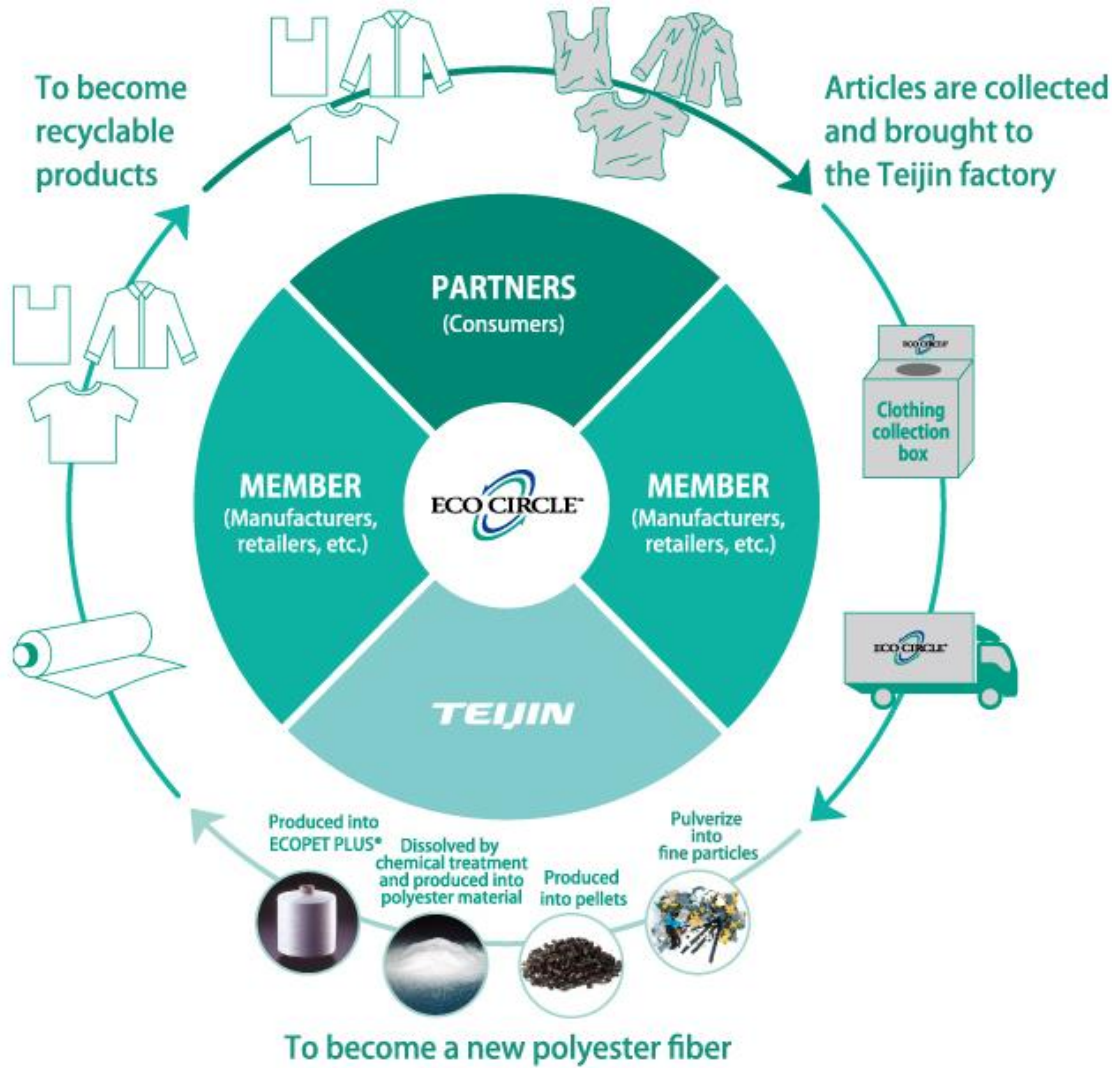 To become
recyclable
products
Articles are collected
and brought to
the Teijin factory
PARTNERS
(Consumers)
ECO CIRCLE
Clothing
collection
box
MEMBER
(Manufacturers,
retailers, etc.)
ECO CIRCLE™
MEMBER
(Manufacturers,
retailers, etc.)
ECO CIRCLE™
TEIJIN
Produced into
ECOPET PLUS®
Dissolved by
chemical treatment
and produced into
polyester material
Produced
into pellets
Pulverize
into
fine particles
To become a new polyester fiber